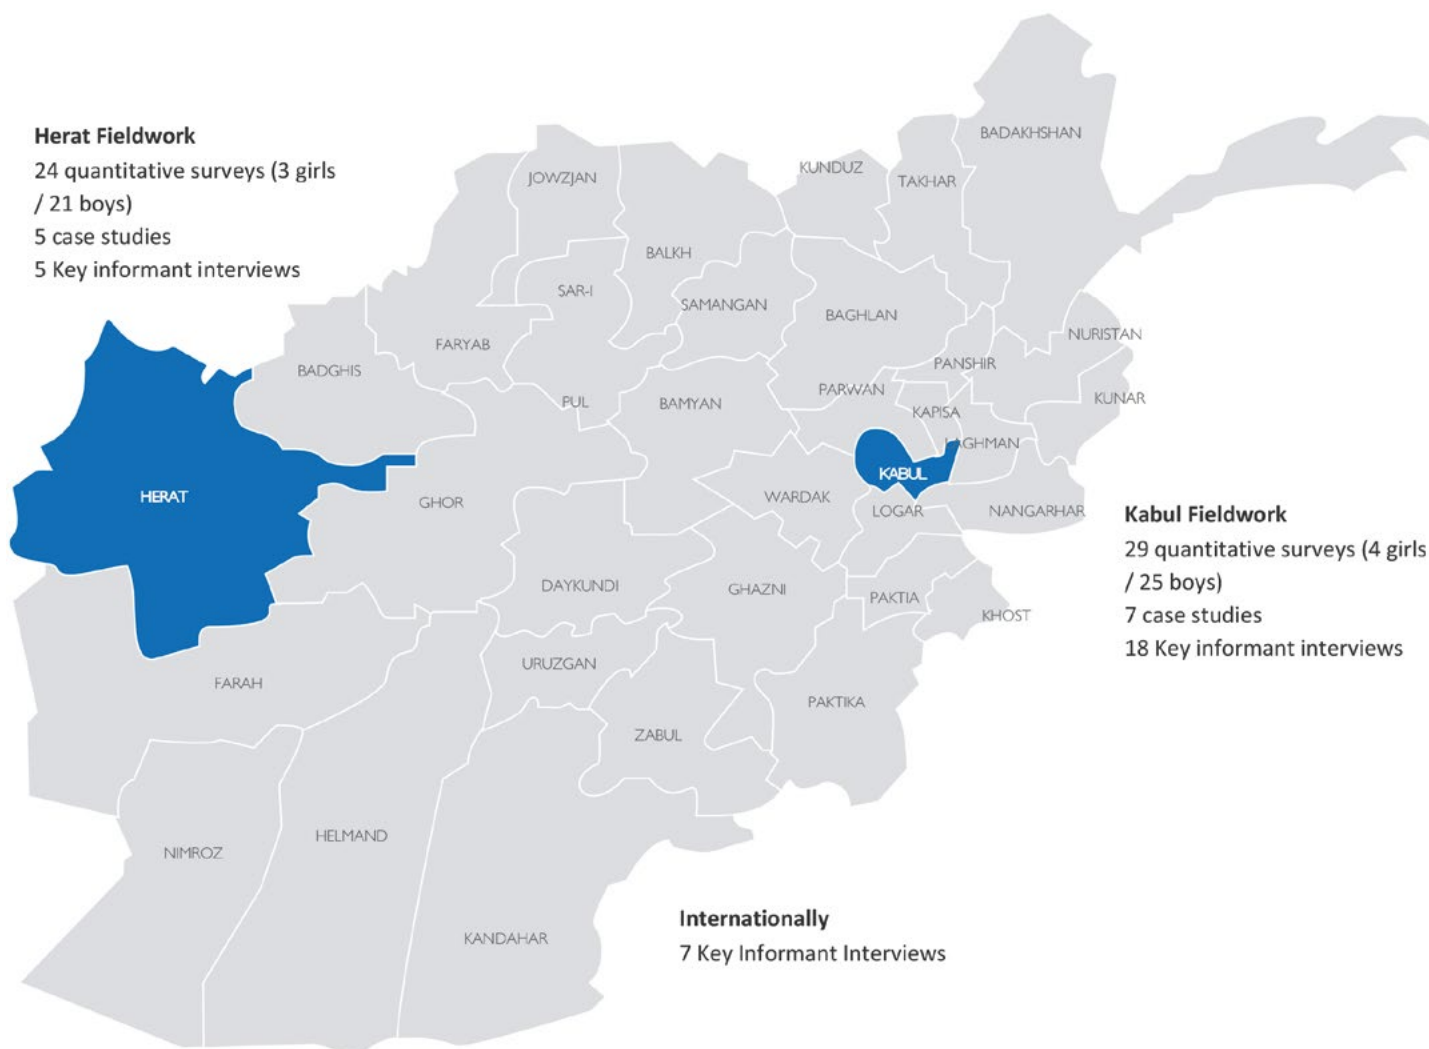 Herat Fieldwork
24 quantitative surveys (3 girls
/ 21 boys)
5 case studies
5 Key informant interviews
BADAKHSHAN
KUNDUZ
TAKHAR
JOWZJAN
BALKH
SAR-I
SAMANGAN
BAGHLAN
NURISTAN
FARYAB
BADGHIS
PANSHIR
PARWAN
KUNAR
PUL
BAMYAN
KAPISA
LAGHMAN
KABUL
HERAT
WARDAK
GHOR
LOGAR
NANGARHAR
Kabul Fieldwork
29 quantitative surveys (4 girls
/ 25 boys)
7 case studies
18 Key informant interviews
DAYKUNDI
GHAZNI
PAKTIA
KHOST
URUZGAN
FARAH
PAKTIKA
ZABUL
HELMAND
NIMROZ
KANDAHAR
Internationally
7 Key Informant Interviews